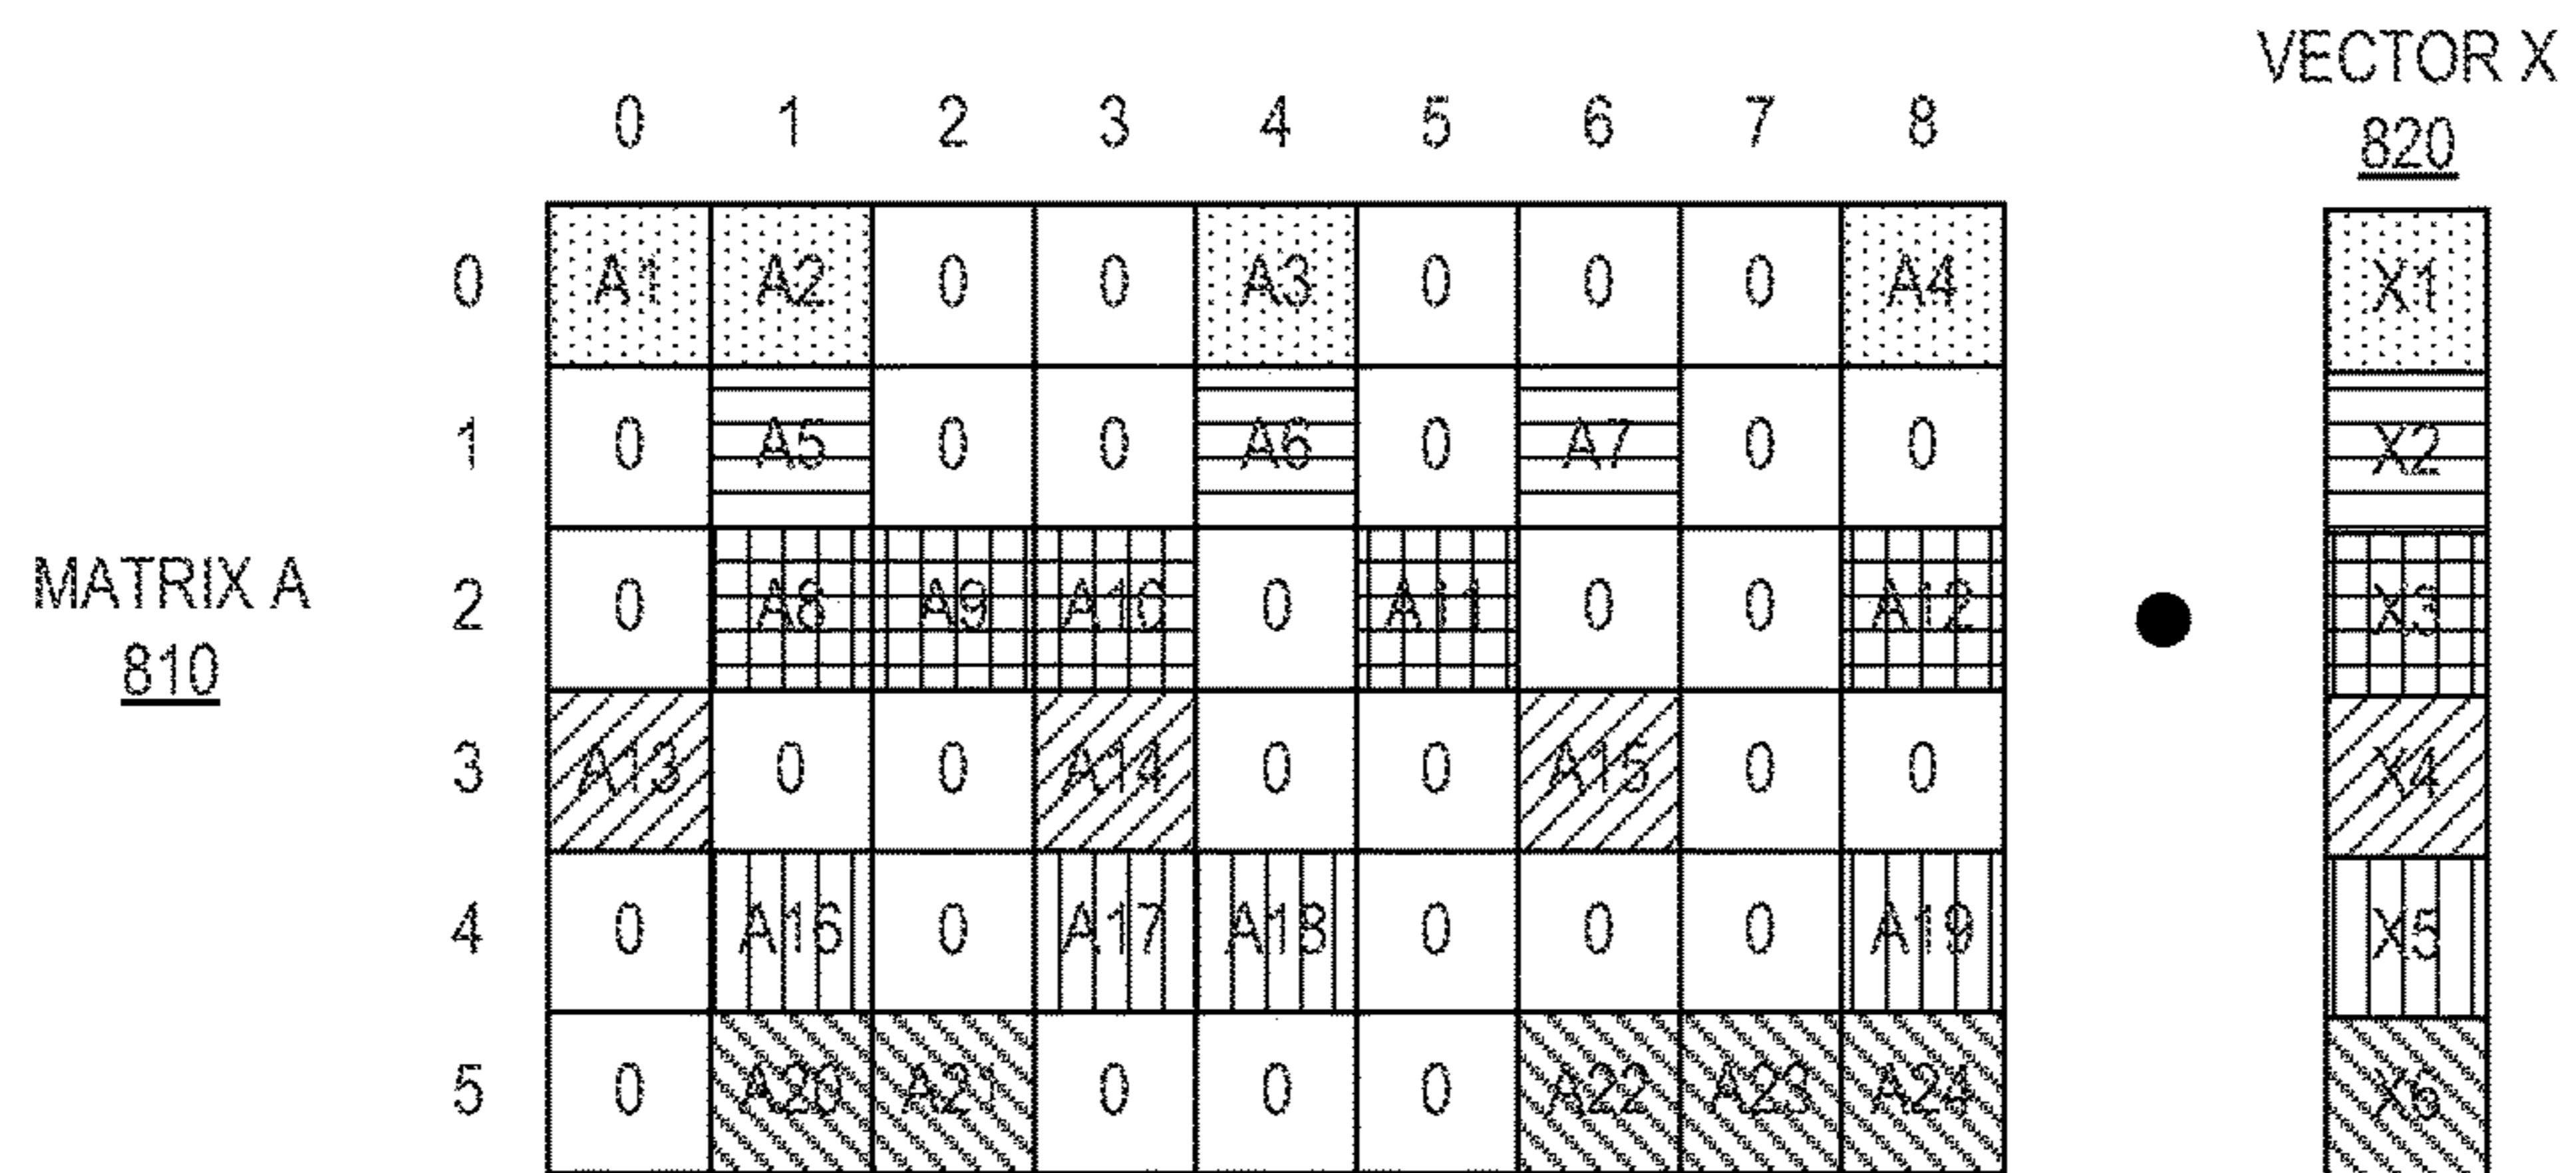 VECTOR X
820
0 1 2 3 4 5 6 7 8
0 A1 A2 0 0 A3 0 0 0 A4 X1
1 0 A5 0 0 A6 0 A7 0 0 X2
MATRIX A
810
2 0 A8 A9 A10 0 A11 0 0 A12 X3
3 A13 0 0 A14 0 0 A15 0 0 X4
4 0 A16 0 A17 A18 0 0 0 A19 X5
5 0 A20 A21 0 0 0 A22 A23 A24 X6